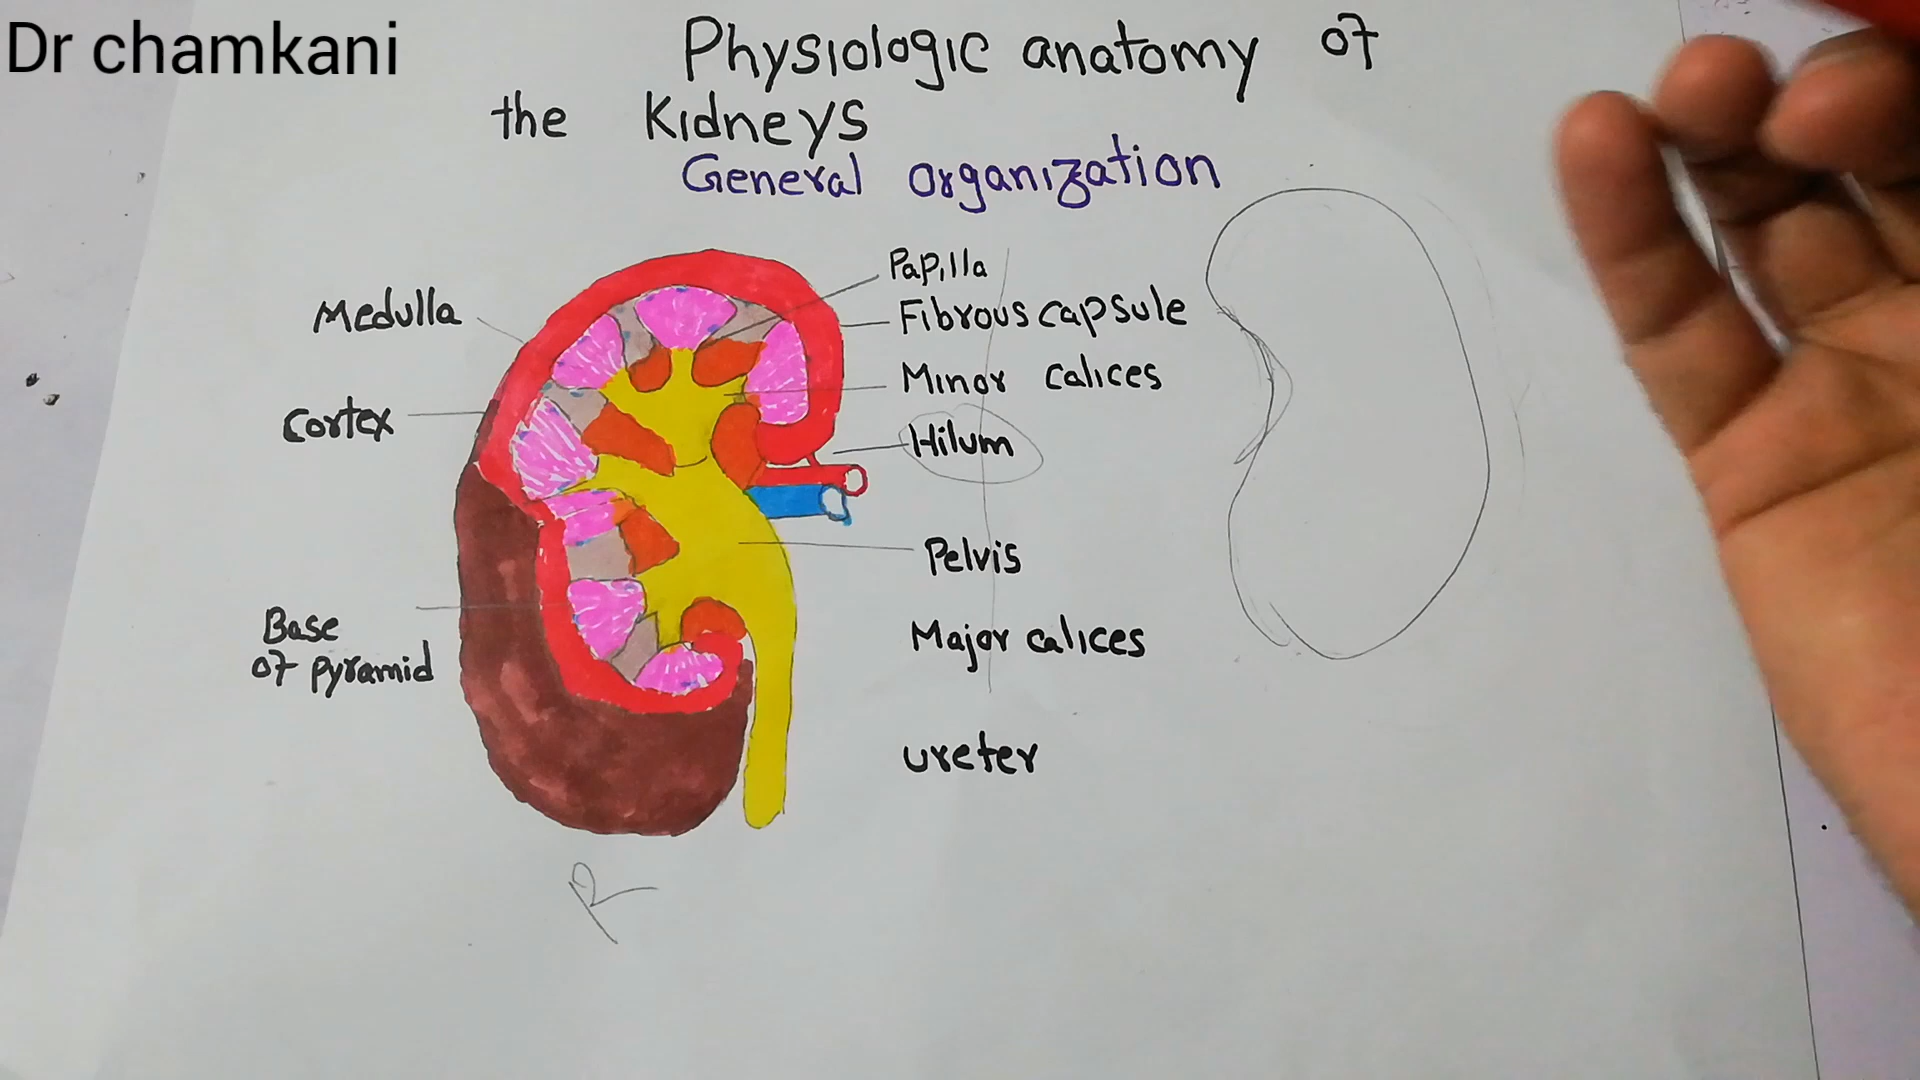 Dr chamkani
Physiologic anatomy of
the Kidneys
General organization
Papilla
Medulla
Fibrous capsule
Minor calices
Cortex
Hilum
Pelvis
Base
of pyramid
Major calices
ureter
R